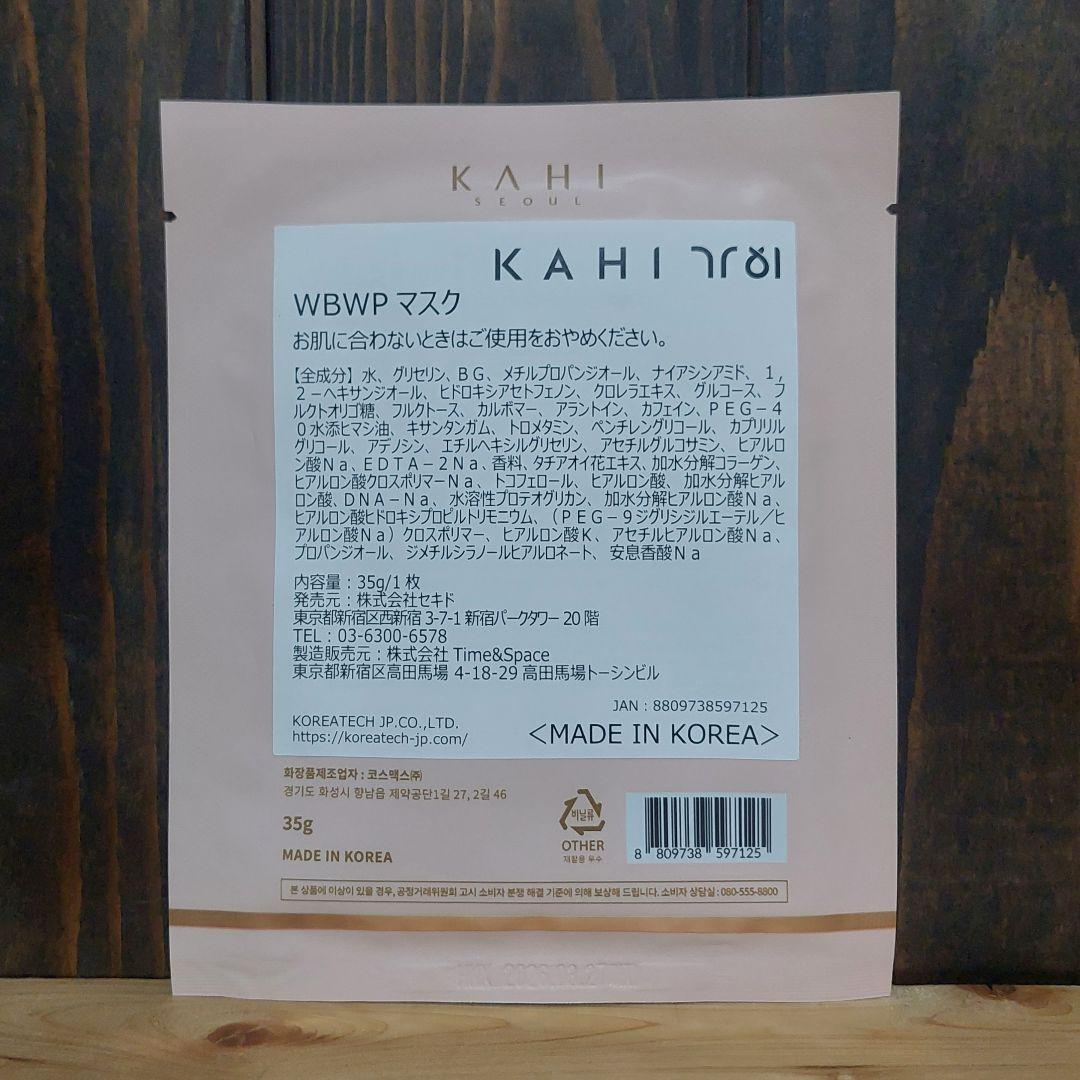 KAHI
SEOUL
KAHI 가히
WBWP マスク
お肌に合わないときはご使用をおやめください。
【全成分】水、グリセリン、ＢＧ、メチルプロパンジオール、ナイアシンアミド、１，
２－ヘキサンジオール、ヒドロキシアセトフェノン、クロレラエキス、グルコース、フ
ルクトオリゴ糖、フルクトース、カルボマー、アラントイン、カフェイン、ＰＥＧ－４
０水添ヒマシ油、キサンタンガム、トロメタミン、ペンチレングリコール、カプリリル
グリコール、アデノシン、エチルヘキシルグリセリン、アセチルグルコサミン、ヒアルロ
ン酸Ｎａ、ＥＤＴＡ－２Ｎａ、香料、タチアオイ花エキス、加水分解コラーゲン、
ヒアルロン酸クロスポリマーＮａ、トコフェロール、ヒアルロン酸、加水分解ヒアル
ロン酸、ＤＮＡ－Ｎａ、水溶性プロテオグリカン、加水分解ヒアルロン酸Ｎａ、
ヒアルロン酸ヒドロキシプロピルトリモニウム、（ＰＥＧ－９ジグリシジルエーテル／ヒ
アルロン酸Ｎａ）クロスポリマー、ヒアルロン酸Ｋ、アセチルヒアルロン酸Ｎａ、
プロパンジオール、ジメチルシラノールヒアルロネート、安息香酸Ｎａ
内容量：35g/1 枚
発売元：株式会社セキド
東京都新宿区西新宿 3-7-1 新宿パークタワー 20 階
TEL：03-6300-6578
製造販売元：株式会社 Time&Space
東京都新宿区高田馬場 4-18-29 高田馬場トーシンビル
JAN：8809738597125
KOREATECH JP.CO.,LTD.
https://koreatech-jp.com/
＜MADE IN KOREA＞
화장품제조업자 : 코스맥스㈜
경기도 화성시 향남읍 제약공단1길 27, 2길 46
35g
MADE IN KOREA
비닐류
OTHER
재활용 우수
8 809738 597125
본 상품에 이상이 있을 경우, 공정거래위원회 고시 소비자 분쟁 해결 기준에 의해 보상해 드립니다. 소비자 상담실 : 080-555-8800